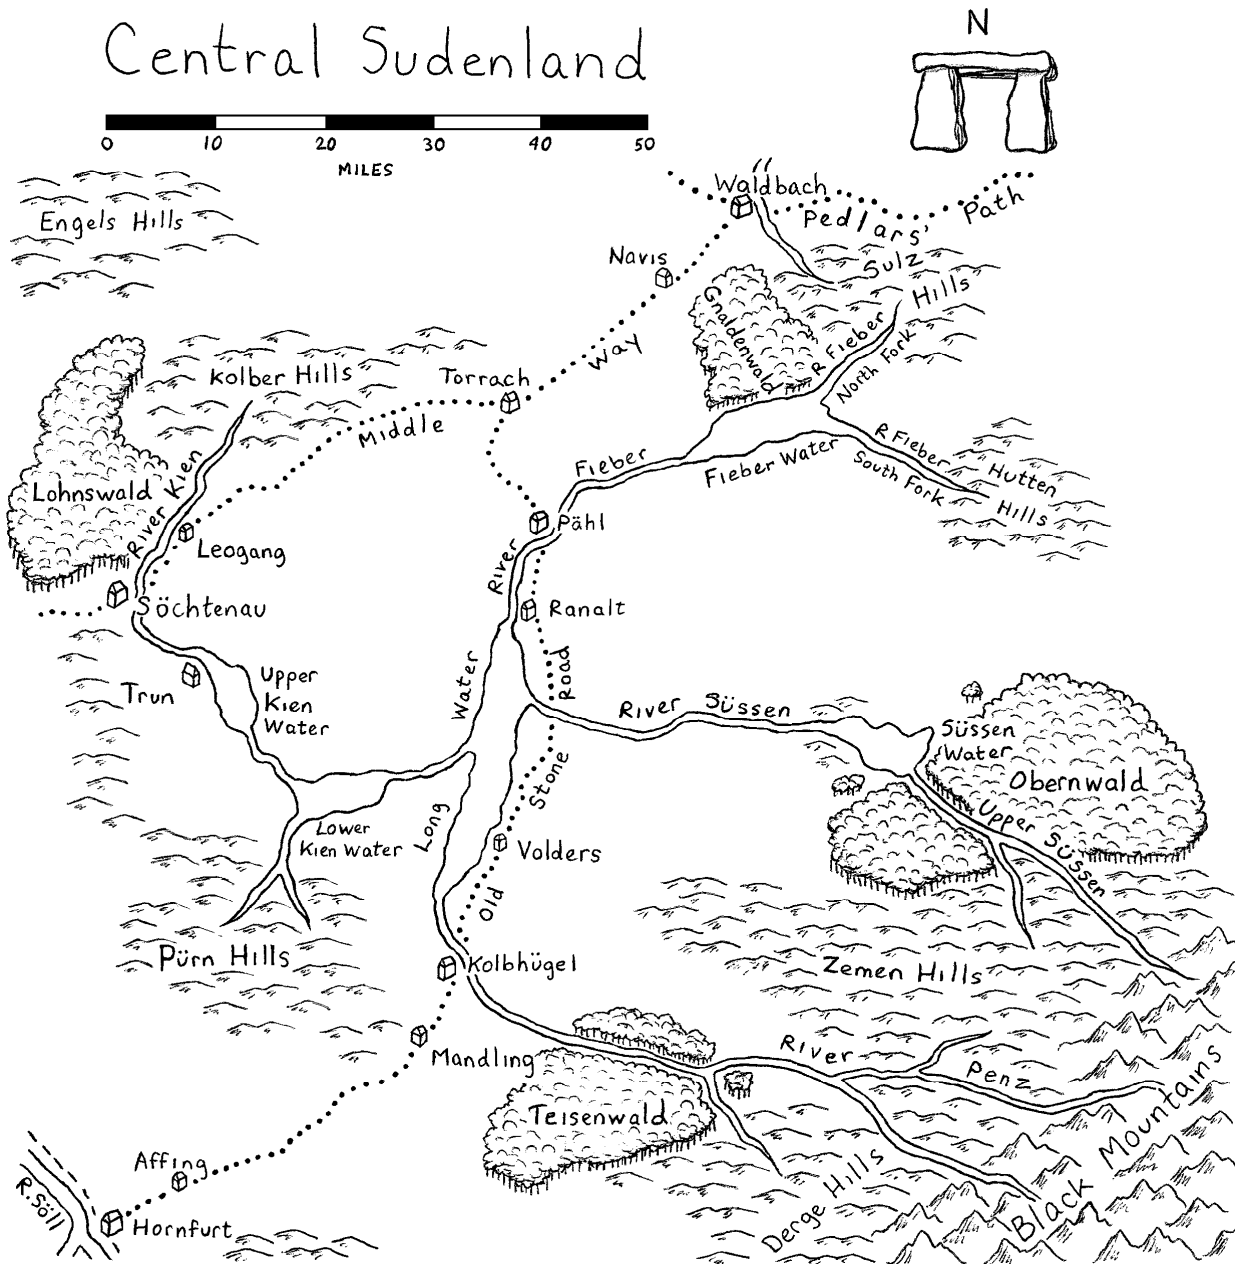 Central Sudenland
N
0 10 20 30 40 50
MILES
Waldbach
Pedlars' Path
Engels Hills
Navis
Sulz
Hills
Gnaldenwald
Way
R Fieber
North Fork
Kolber Hills
Torrach
Middle
Fieber
Fieber Water
R Fieber
South Fork
Hutten
Hills
Lohnswald
River Kien
Pähl
Leogang
River
Söchtenau
Ranalt
Trun
Upper
Kien
Water
Water
Road
River Süssen
Süssen
Water
Obernwald
Stone
Upper Süssen
Lower
Kien Water
Long
Volders
Old
Pürn Hills
Kolbhügel
Zemen Hills
Mandling
River
Penz
Teisenwald
Black Mountains
Affing
Derge Hills
R. Söll
Hornfurt